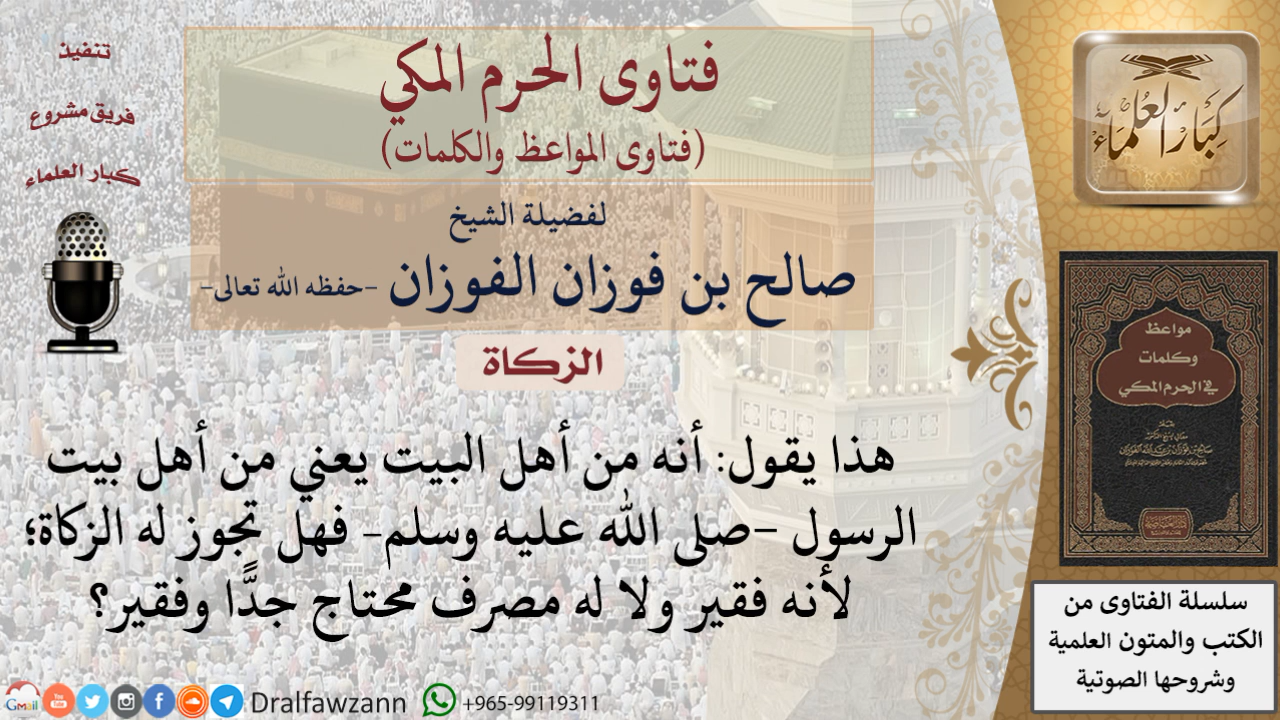 فتاوى الحرم المكي
(فتاوى المواعظ والكلمات)
لفضيلة الشيخ
صالح بن فوزان الفوزان -حفظه الله تعالى-
الزكاة
هذا يقول: أنه من أهل البيت يعني من أهل بيت
الرسول -صلى الله عليه وسلم- فهل تجوز له الزكاة؛
لأنه فقير ولا له مصرف محتاج جدًّا وفقير؟
تنفيذ
فريق مشروع
كبار العلماء
كبار العلماء
مواعظ
وكلمات
في الحرم المكي
سلسلة الفتاوى من
الكتب والمتون العلمية
وشروحها الصوتية
Gmail
You Tube
Dralfawzann
+965-99119311